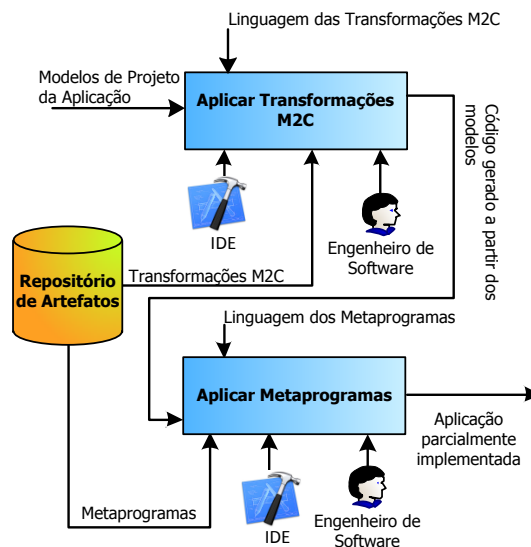 Linguagem das Transformações M2C
Modelos de Projeto
da Aplicação
Aplicar Transformações
M2C
Código gerado a partir dos
modelos
IDE
Engenheiro de
Software
Repositório
de Artefatos
Transformações M2C
Linguagem dos Metaprogramas
Aplicar Metaprogramas
Aplicação
parcialmente
implementada
Metaprogramas
IDE
Engenheiro de
Software